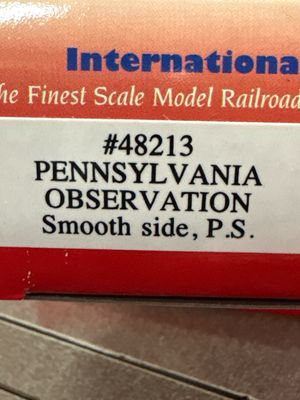 Internationa
he Finest Scale Model Railroad
#48213
PENNSYLVANIA
OBSERVATION
Smooth side, P.S.